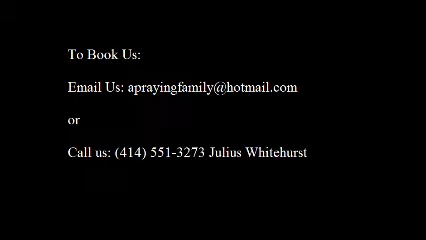 To Book Us:
Email Us: aprayingfamily@hotmail.com
or
Call us: (414) 551-3273 Julius Whitehurst